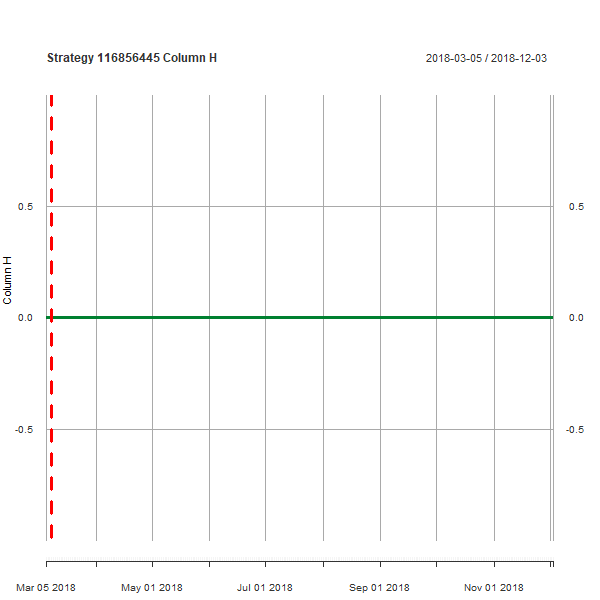 Strategy 116856445 Column H 2018-03-05 / 2018-12-03
0.5 0.5
Column H
0.0 0.0
-0.5 -0.5
Mar 05 2018 May 01 2018 Jul 01 2018 Sep 01 2018 Nov 01 2018